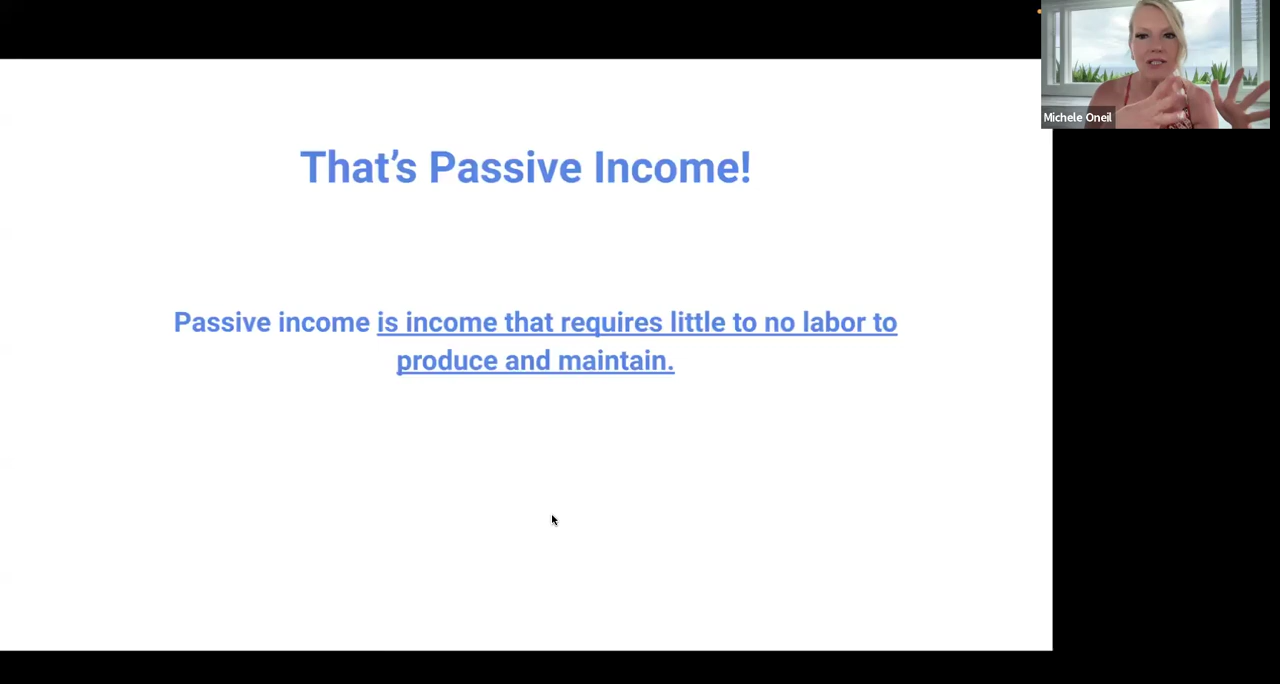 Michele Oneil
That’s Passive Income!
Passive income is income that requires little to no labor to
produce and maintain.